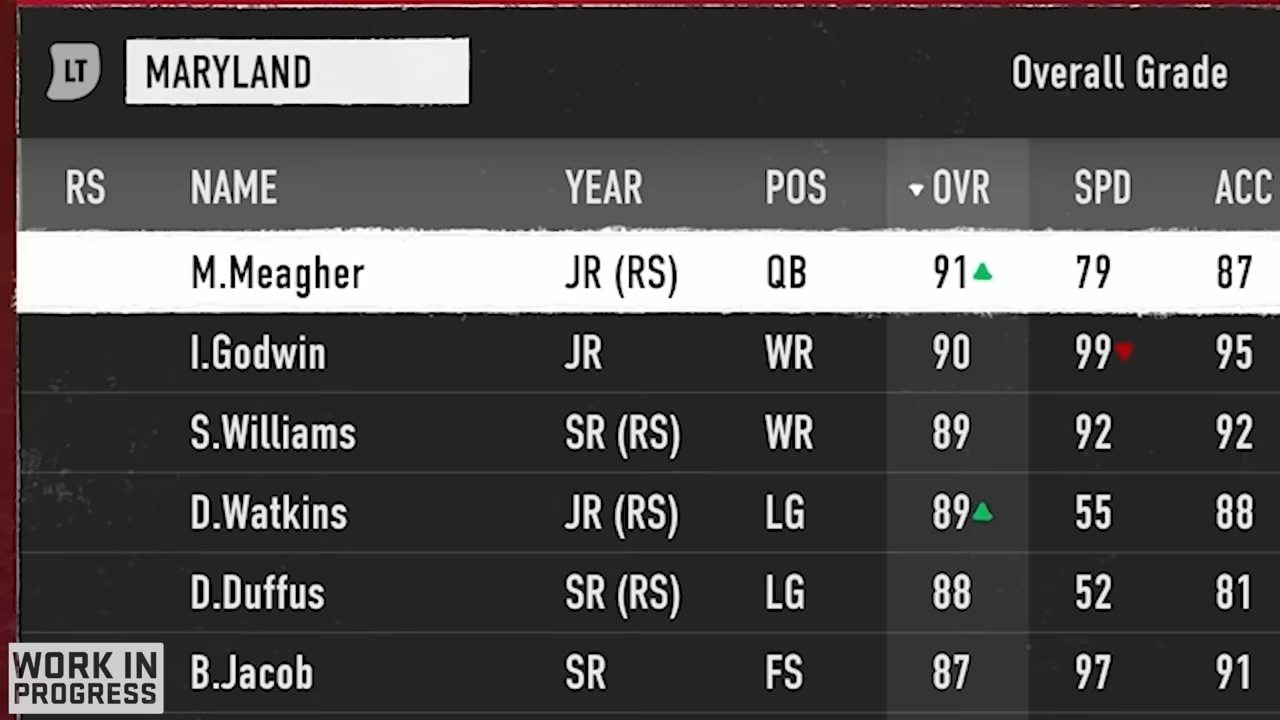 LT MARYLAND Overall Grade
RS NAME YEAR POS OVR SPD ACC
M.Meagher JR (RS) QB 91 79 87
I.Godwin JR WR 90 99 95
S.Williams SR (RS) WR 89 92 92
D.Watkins JR (RS) LG 89 55 88
D.Duffus SR (RS) LG 88 52 81
B.Jacob SR FS 87 97 91
WORK IN
PROGRESS